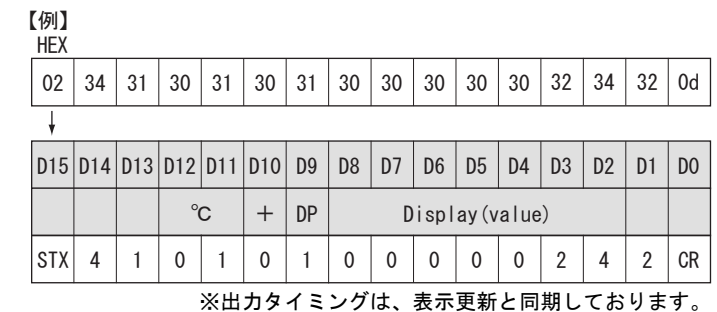 【例】
HEX
02 34 31 30 31 30 31 30 30 30 30 30 32 34 32 0d
D15 D14 D13 D12 D11 D10 D9 D8 D7 D6 D5 D4 D3 D2 D1 D0
℃ + DP Display(value)
STX 4 1 0 1 0 1 0 0 0 0 0 2 4 2 CR
※出力タイミングは、表示更新と同期しております。